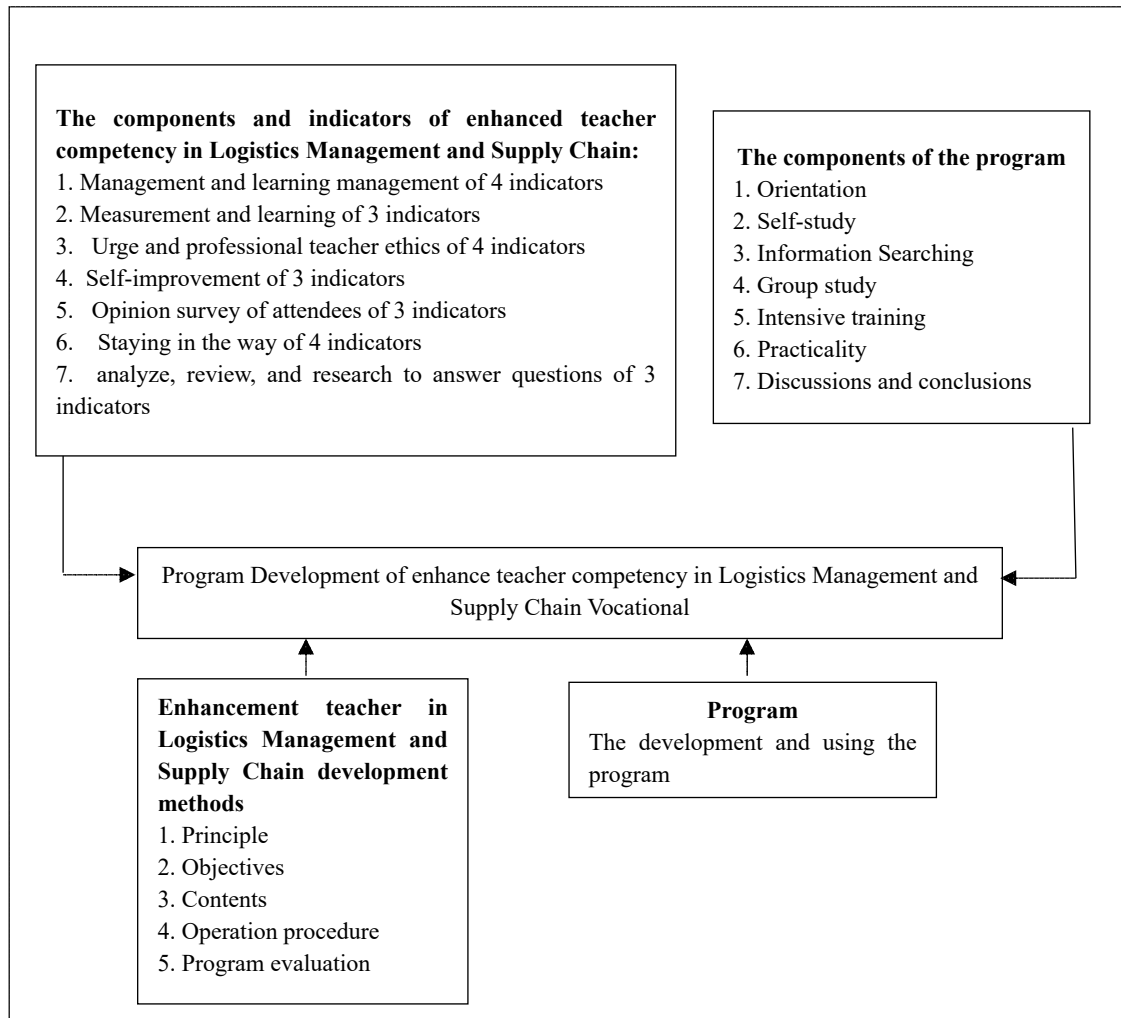 The components and indicators of enhanced teacher
competency in Logistics Management and Supply Chain:
1. Management and learning management of 4 indicators
2. Measurement and learning of 3 indicators
3. Urge and professional teacher ethics of 4 indicators
4. Self-improvement of 3 indicators
5. Opinion survey of attendees of 3 indicators
6. Staying in the way of 4 indicators
7. analyze, review, and research to answer questions of 3
indicators
The components of the program
1. Orientation
2. Self-study
3. Information Searching
4. Group study
5. Intensive training
6. Practicality
7. Discussions and conclusions
Program Development of enhance teacher competency in Logistics Management and
Supply Chain Vocational
Enhancement teacher in
Logistics Management and
Supply Chain development
methods
1. Principle
2. Objectives
3. Contents
4. Operation procedure
5. Program evaluation
Program
The development and using the
program